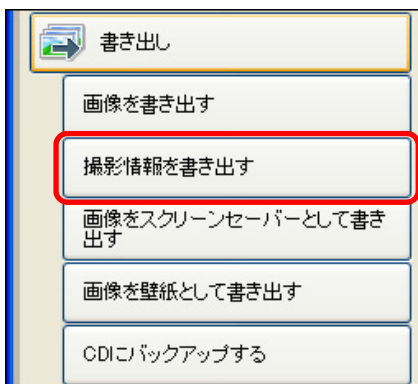 書き出し
画像を書き出す
撮影情報を書き出す
画像をスクリーンセーバーとして書き
出す
画像を壁紙として書き出す
CDにバックアップする